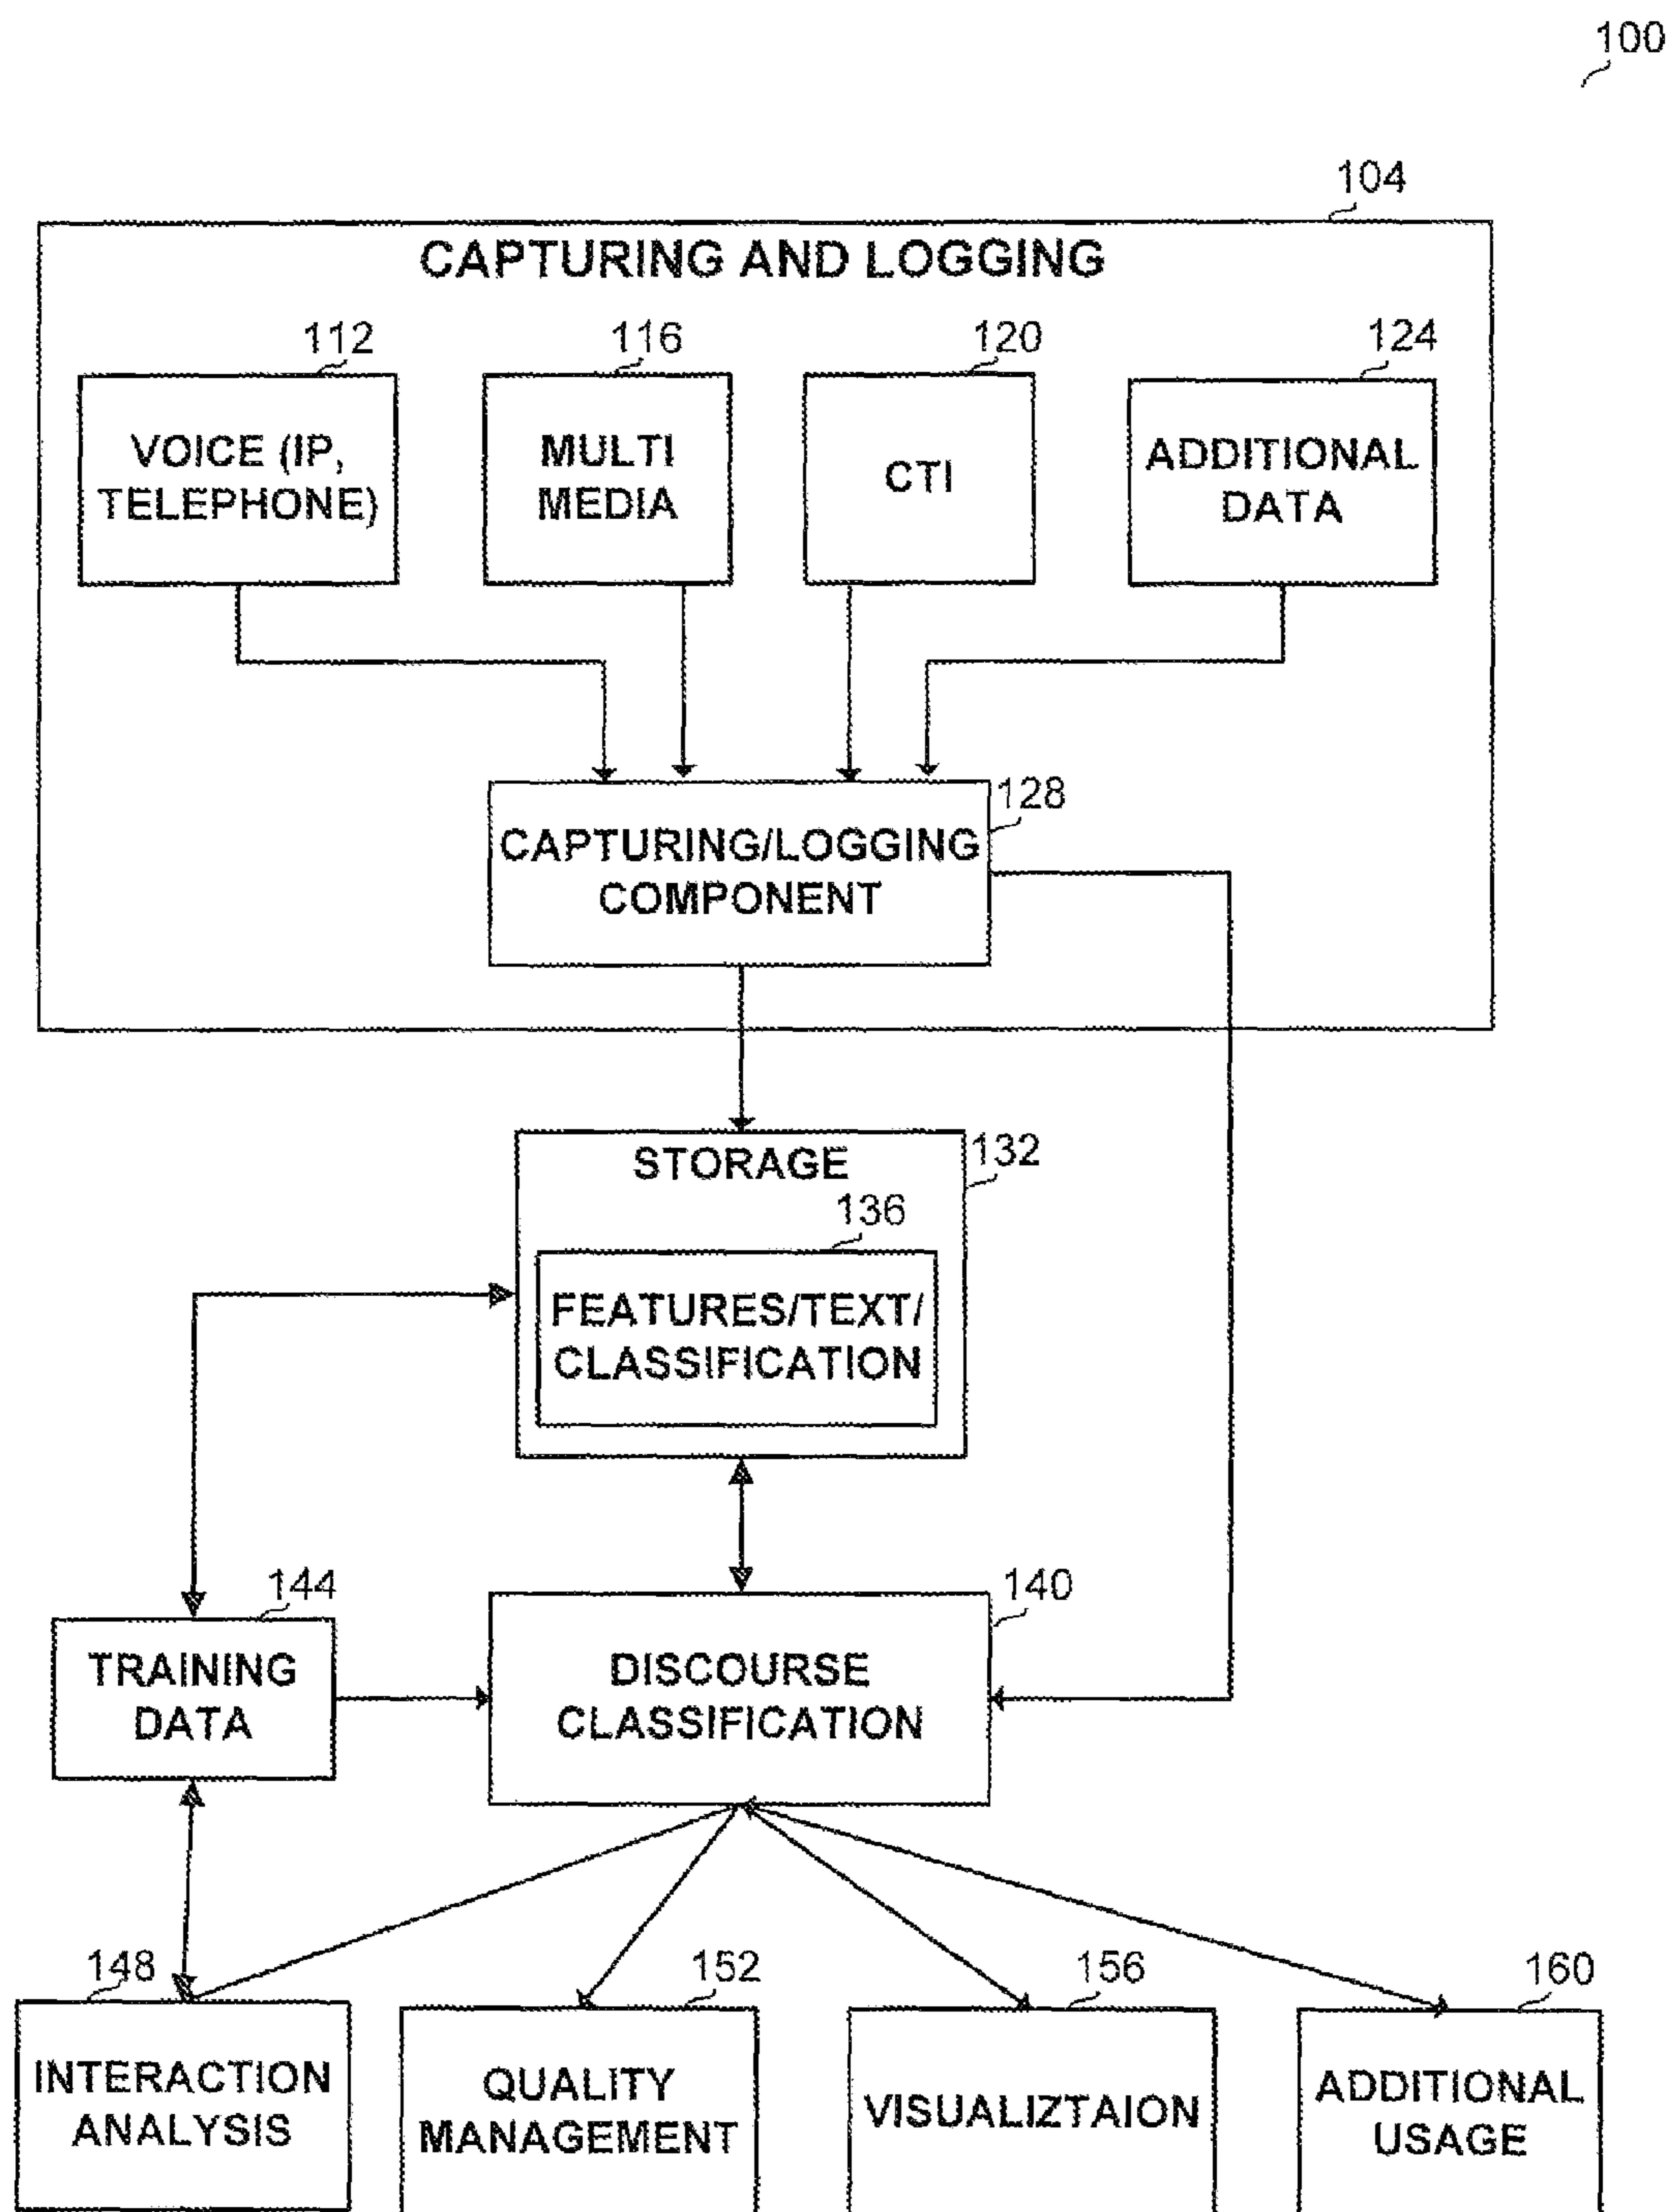 100
104
CAPTURING AND LOGGING
112
116
120
124
VOICE (IP,
TELEPHONE)
MULTI
MEDIA
CTI
ADDITIONAL
DATA
128
CAPTURING/LOGGING
COMPONENT
STORAGE
132
136
FEATURES/TEXT/
CLASSIFICATION
144
140
TRAINING
DATA
DISCOURSE
CLASSIFICATION
148
152
156
160
INTERACTION
ANALYSIS
QUALITY
MANAGEMENT
VISUALIZTAION
ADDITIONAL
USAGE